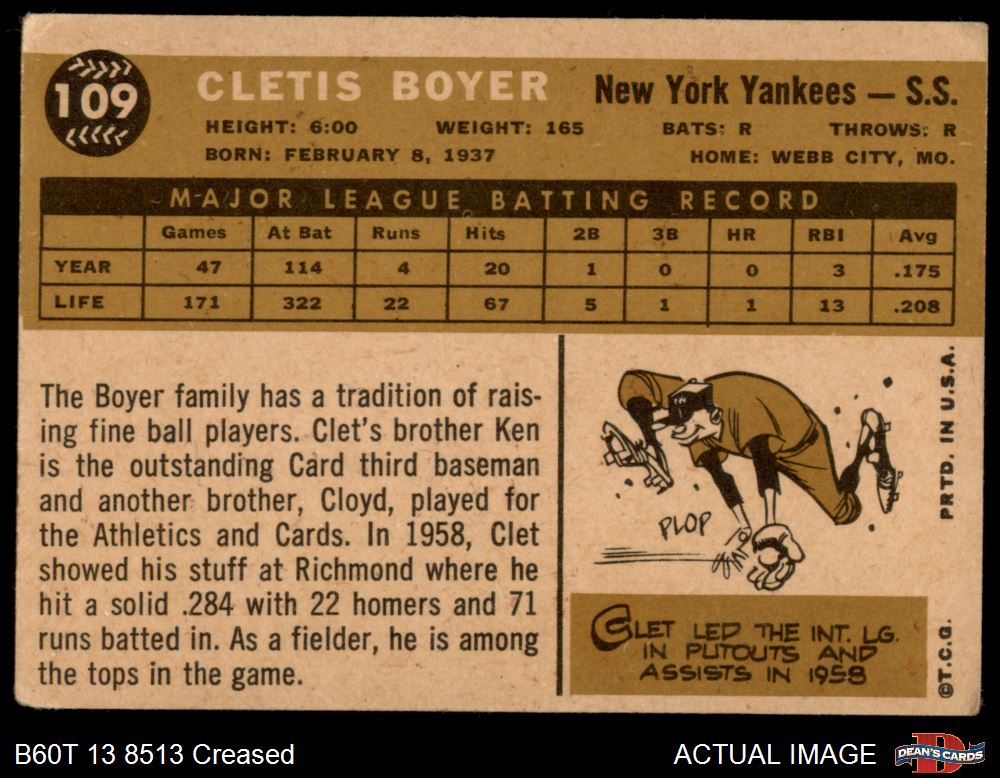 109
CLETIS BOYER
New York Yankees — S.S.
HEIGHT: 6:00 WEIGHT: 165 BATS: R THROWS: R
BORN: FEBRUARY 8, 1937 HOME: WEBB CITY, MO.
MAJOR LEAGUE BATTING RECORD
Games At Bat Runs Hits 2B 3B HR RBI Avg
YEAR 47 114 4 20 1 0 0 3 .175
LIFE 171 322 22 67 5 1 1 13 .208
The Boyer family has a tradition of rais-
ing fine ball players. Clet's brother Ken
is the outstanding Card third baseman
and another brother, Cloyd, played for
the Athletics and Cards. In 1958, Clet
showed his stuff at Richmond where he
hit a solid .284 with 22 homers and 71
runs batted in. As a fielder, he is among
the tops in the game.
PLOP
CLET LED THE INT. LG.
IN PUTOUTS AND
ASSISTS IN 1958
©T.C.G. PRTD. IN U.S.A.
B60T 13 8513 Creased
ACTUAL IMAGE
DEAN'S CARDS